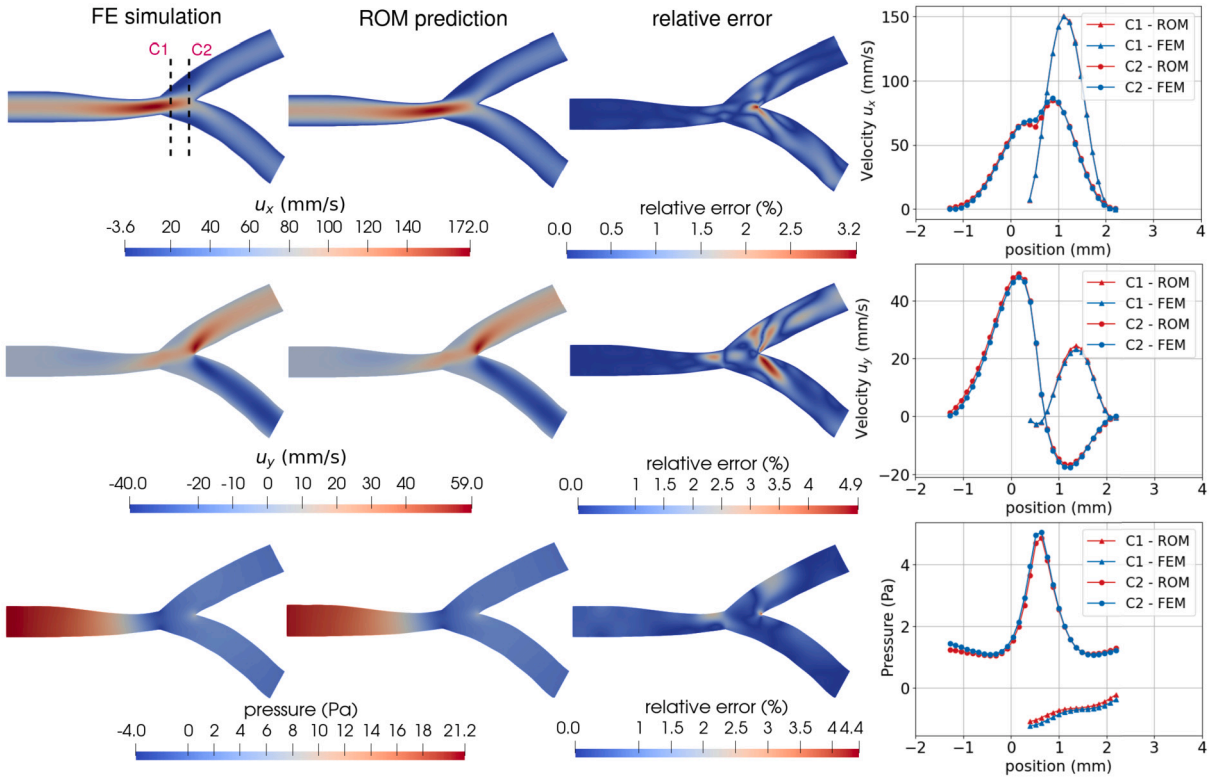 FE simulation
ROM prediction
relative error
C1 C2
u_x (mm/s)
-3.6 20 40 60 80 100 120 140 172.0
relative error (%)
0.0 0.5 1 1.5 2 2.5 3.2
C1 - ROM
C1 - FEM
C2 - ROM
C2 - FEM
Velocity u_x (mm/s)
150
100
50
0
−2 −1 0 1 2 3 4
position (mm)
u_y (mm/s)
-40.0 -20 -10 0 10 20 30 40 59.0
relative error (%)
0.0 1 1.5 2 2.5 3 3.5 4 4.9
C1 - ROM
C1 - FEM
C2 - ROM
C2 - FEM
Velocity u_y (mm/s)
40
20
0
−20
−2 −1 0 1 2 3 4
position (mm)
pressure (Pa)
-4.0 0 2 4 6 8 10 12 14 16 18 21.2
relative error (%)
0.0 1 1.5 2 2.5 3 3.5 4 4.4
C1 - ROM
C1 - FEM
C2 - ROM
C2 - FEM
Pressure (Pa)
4
2
0
−2 −1 0 1 2 3 4
position (mm)